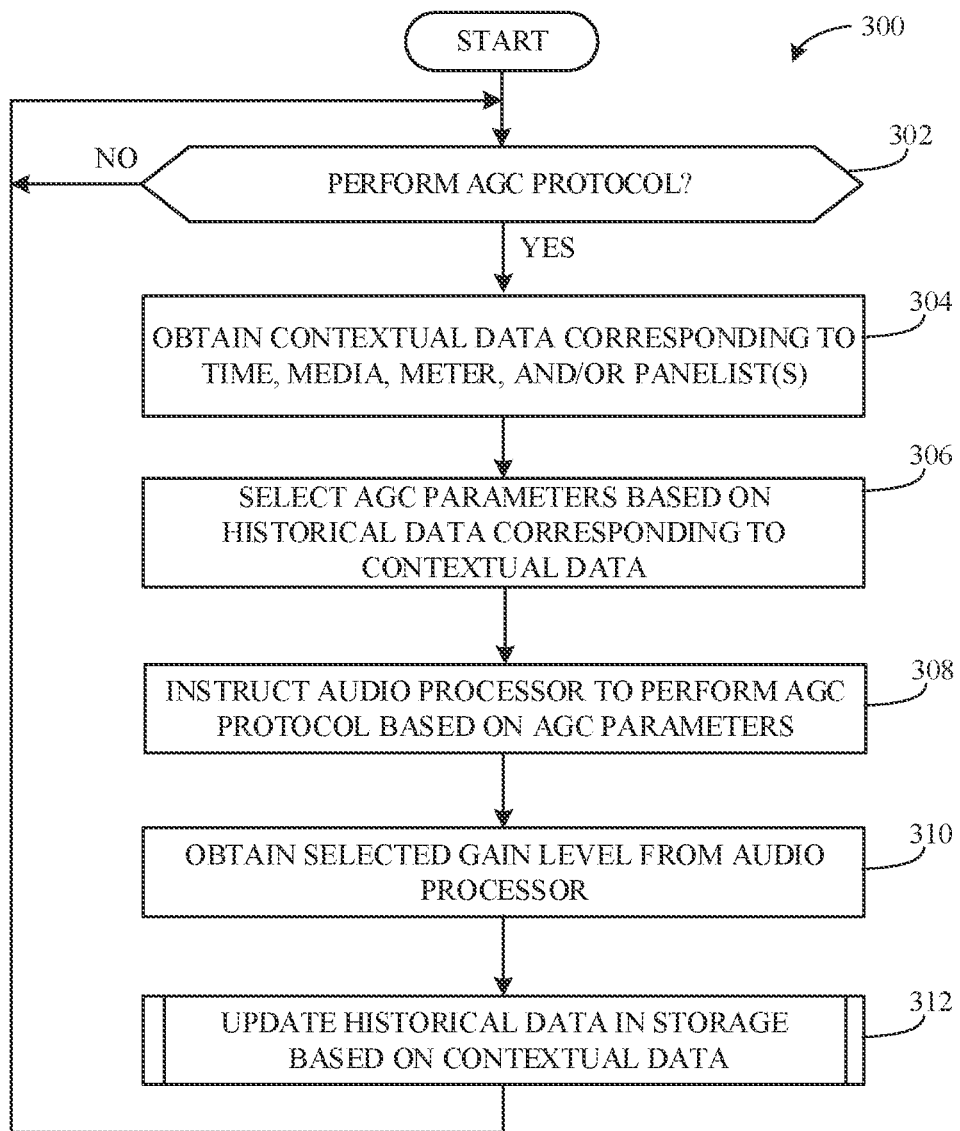 START
300
302
NO
PERFORM AGC PROTOCOL?
YES
304
OBTAIN CONTEXTUAL DATA CORRESPONDING TO
TIME, MEDIA, METER, AND/OR PANELIST(S)
306
SELECT AGC PARAMETERS BASED ON
HISTORICAL DATA CORRESPONDING TO
CONTEXTUAL DATA
308
INSTRUCT AUDIO PROCESSOR TO PERFORM AGC
PROTOCOL BASED ON AGC PARAMETERS
310
OBTAIN SELECTED GAIN LEVEL FROM AUDIO
PROCESSOR
312
UPDATE HISTORICAL DATA IN STORAGE
BASED ON CONTEXTUAL DATA